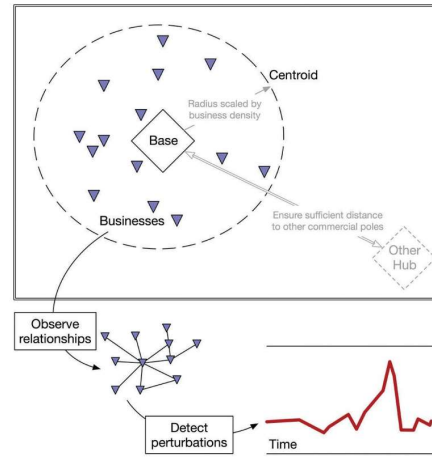 Centroid
Radius scaled by
business density
Base
Businesses
Ensure sufficient distance
to other commercial poles
Other
Hub
Observe
relationships
Detect
perturbations
Time